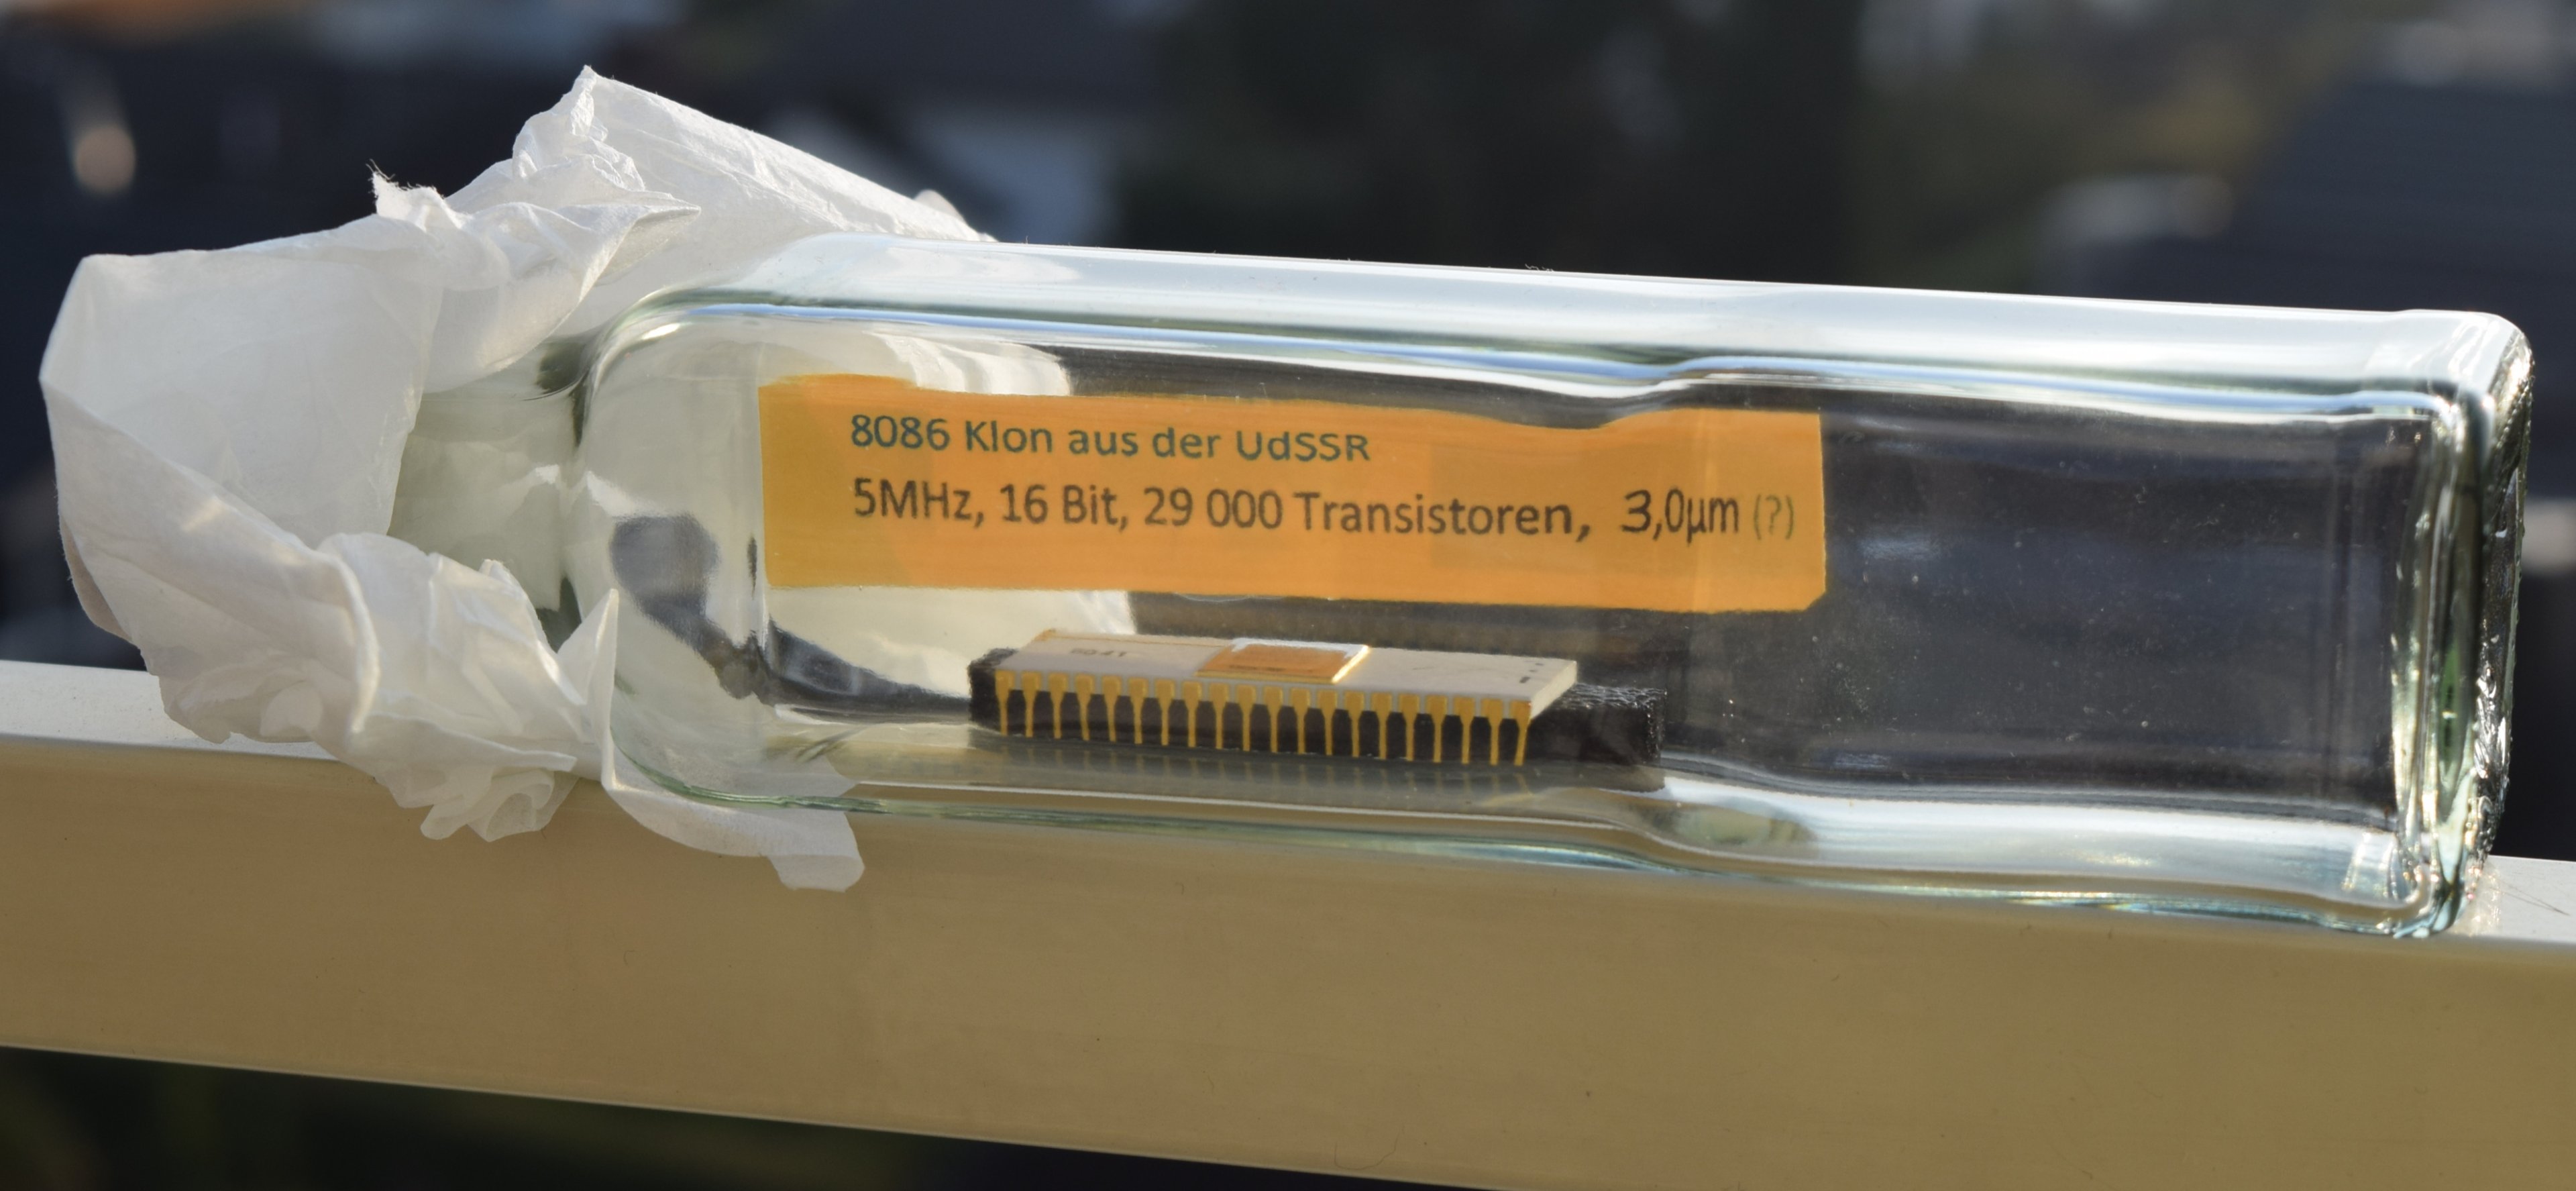 8086 Klon aus der UdSSR
5MHz, 16 Bit, 29 000 Transistoren, 3,0µm (?)